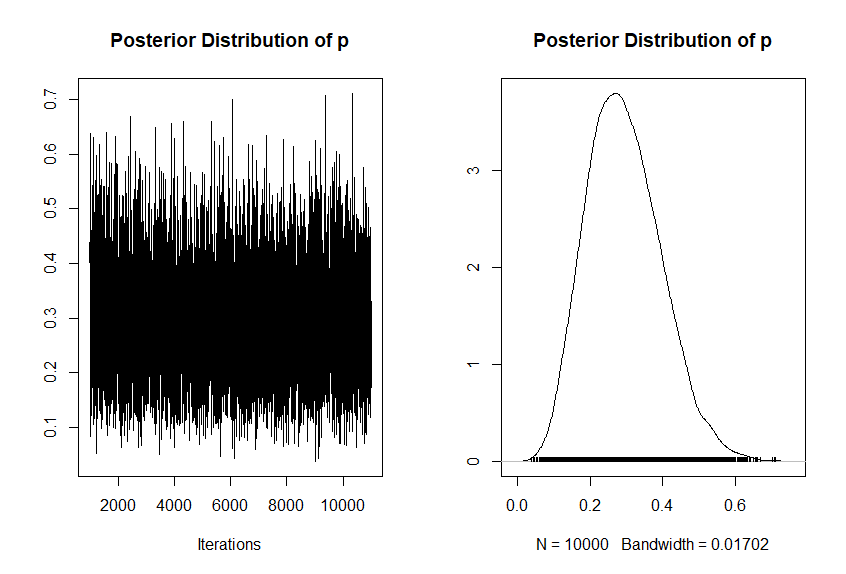 Posterior Distribution of p
0.7
0.6
0.5
0.4
0.3
0.2
0.1
2000 4000 6000 8000 10000
Iterations
Posterior Distribution of p
3
2
1
0
0.0 0.2 0.4 0.6
N = 10000 Bandwidth = 0.01702